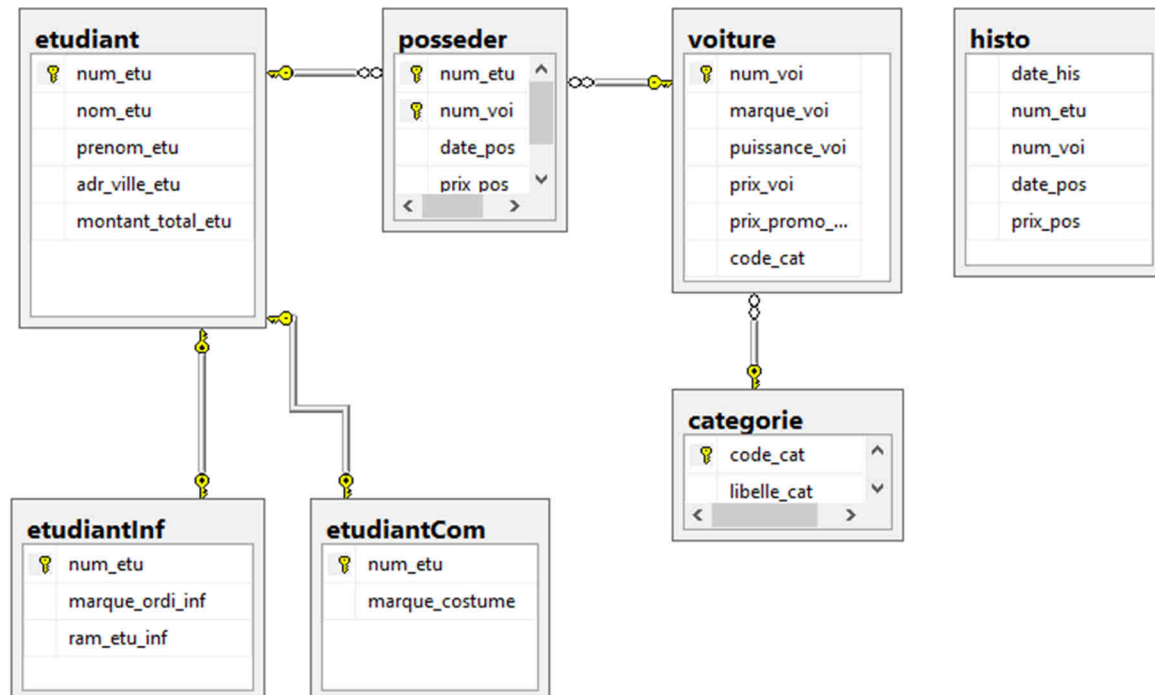 etudiant
num_etu
nom_etu
prenom_etu
adr_ville_etu
montant_total_etu
posseder
num_etu
num_voi
date_pos
prix_pos
voiture
num_voi
marque_voi
puissance_voi
prix_voi
prix_promo_...
code_cat
histo
date_his
num_etu
num_voi
date_pos
prix_pos
etudiantInf
num_etu
marque_ordi_inf
ram_etu_inf
etudiantCom
num_etu
marque_costume
categorie
code_cat
libelle_cat